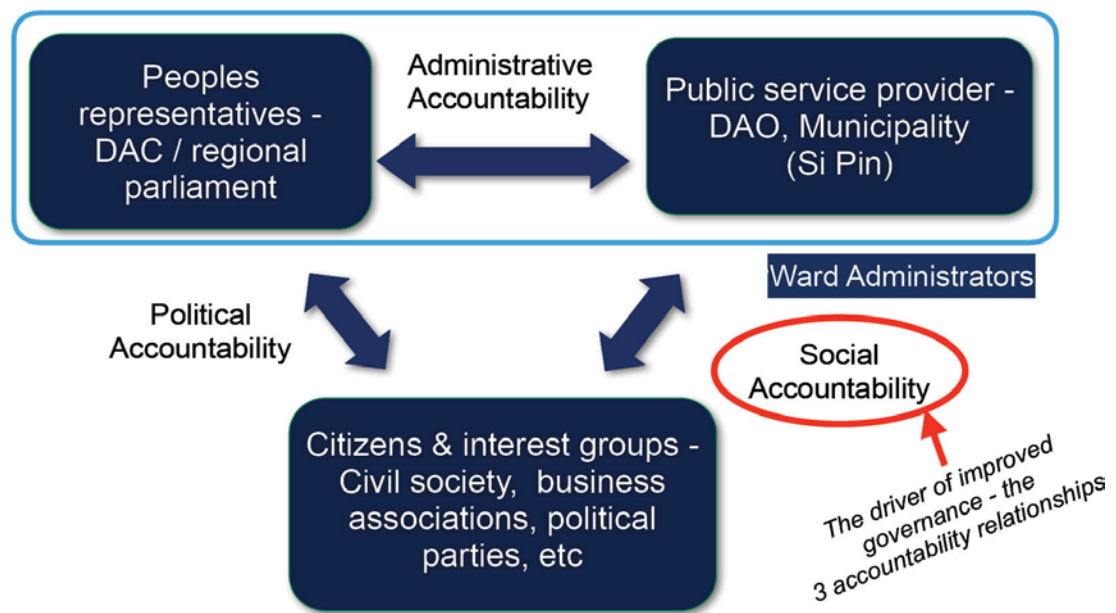 Peoples
representatives -
DAC / regional
parliament
Administrative
Accountability
Public service provider -
DAO, Municipality
(Si Pin)
Ward Administrators
Political
Accountability
Social
Accountability
Citizens & interest groups -
Civil society, business
associations, political
parties, etc
The driver of improved
governance - the
3 accountability relationships